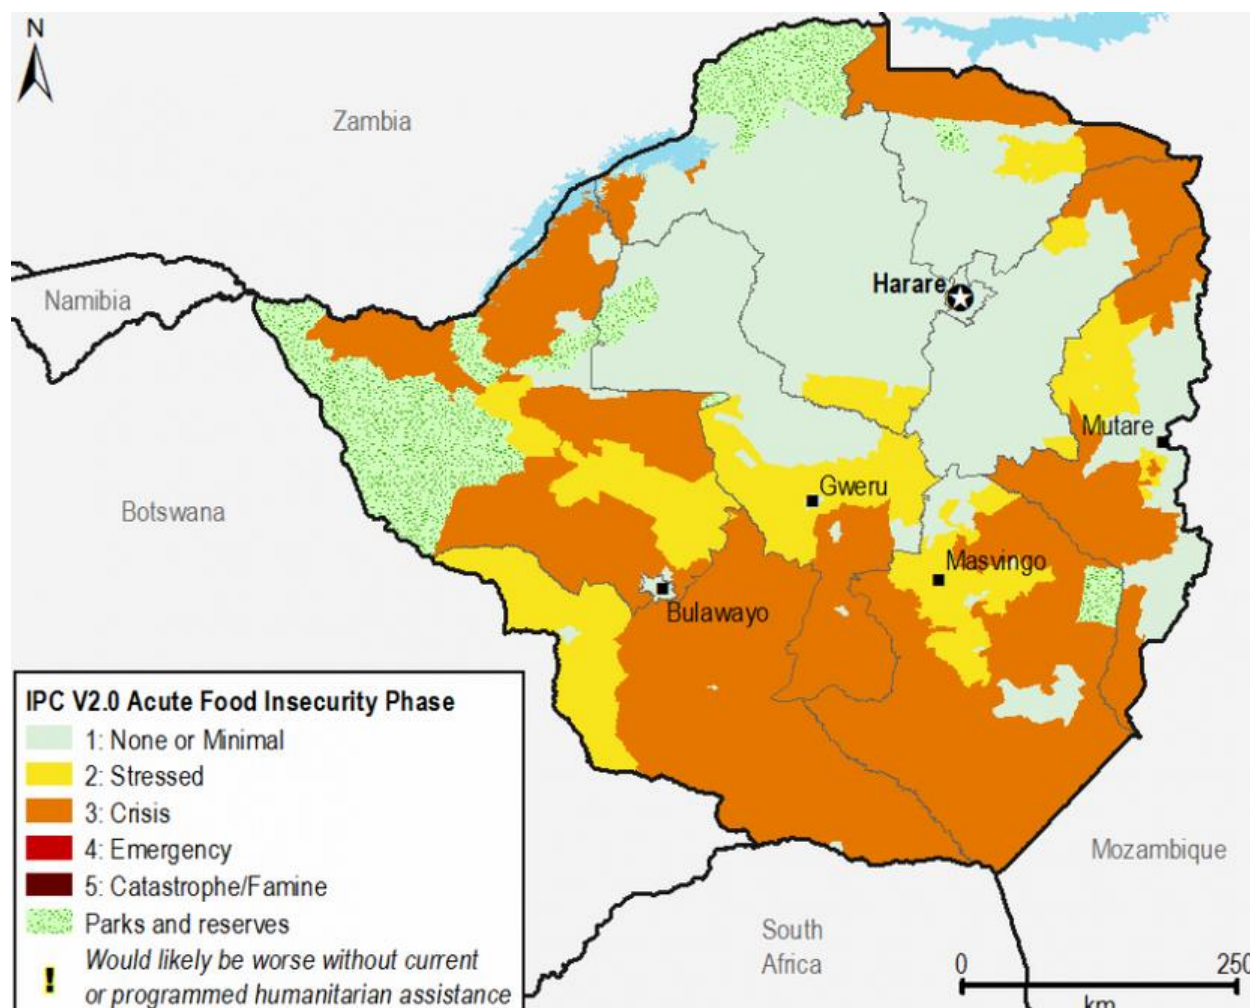 N
Zambia
Namibia
Harare
Botswana
Mutare
Gweru
Masvingo
Bulawayo
IPC V2.0 Acute Food Insecurity Phase
1: None or Minimal
2: Stressed
3: Crisis
4: Emergency
5: Catastrophe/Famine
Parks and reserves
! Would likely be worse without current
or programmed humanitarian assistance
Mozambique
South
Africa
0 250
km